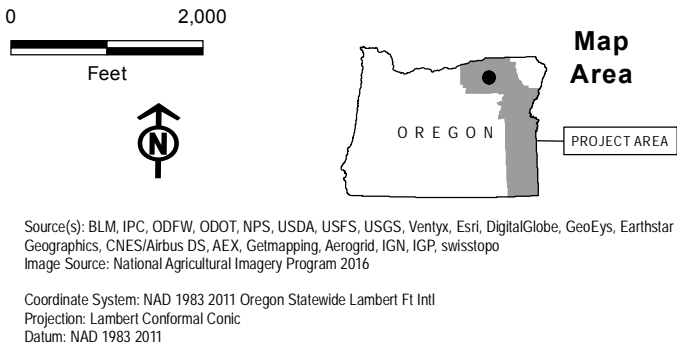 0 2,000
Feet
N
Map
Area
OREGON
PROJECT AREA
Source(s): BLM, IPC, ODFW, ODOT, NPS, USDA, USFS, USGS, Ventyx, Esri, DigitalGlobe, GeoEys, Earthstar
Geographics, CNES/Airbus DS, AEX, Getmapping, Aerogrid, IGN, IGP, swisstopo
Image Source: National Agricultural Imagery Program 2016
Coordinate System: NAD 1983 2011 Oregon Statewide Lambert Ft Intl
Projection: Lambert Conformal Conic
Datum: NAD 1983 2011